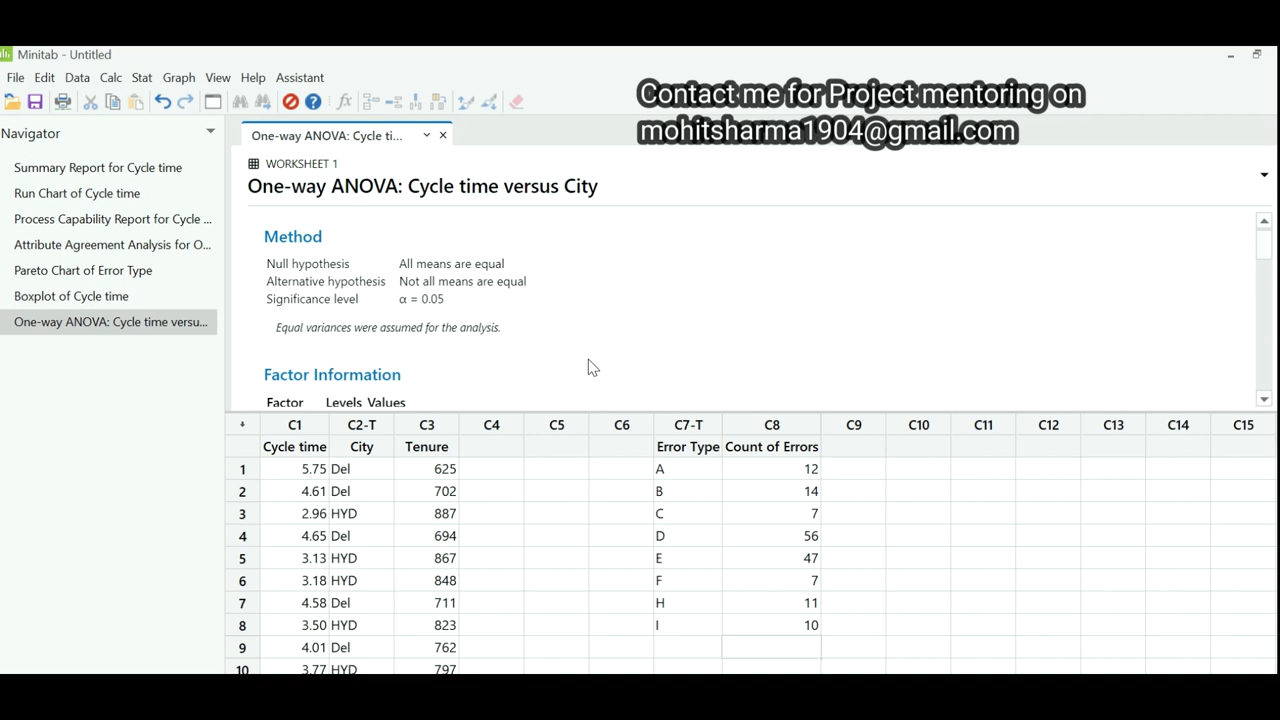 Minitab - Untitled
File Edit Data Calc Stat Graph View Help Assistant
Contact me for Project mentoring on
mohitsharma1904@gmail.com
Navigator
Summary Report for Cycle time
Run Chart of Cycle time
Process Capability Report for Cycle ...
Attribute Agreement Analysis for O...
Pareto Chart of Error Type
Boxplot of Cycle time
One-way ANOVA: Cycle time versu...
One-way ANOVA: Cycle ti...
WORKSHEET 1
One-way ANOVA: Cycle time versus City
Method
Null hypothesis All means are equal
Alternative hypothesis Not all means are equal
Significance level α = 0.05
Equal variances were assumed for the analysis.
Factor Information
Factor Levels Values
C1 C2-T C3 C4 C5 C6 C7-T C8 C9 C10 C11 C12 C13 C14 C15
Cycle time City Tenure Error Type Count of Errors
1 5.75 Del 625 A 12
2 4.61 Del 702 B 14
3 2.96 HYD 887 C 7
4 4.65 Del 694 D 56
5 3.13 HYD 867 E 47
6 3.18 HYD 848 F 7
7 4.58 Del 711 H 11
8 3.50 HYD 823 I 10
9 4.01 Del 762
10 3.77 HYD 797